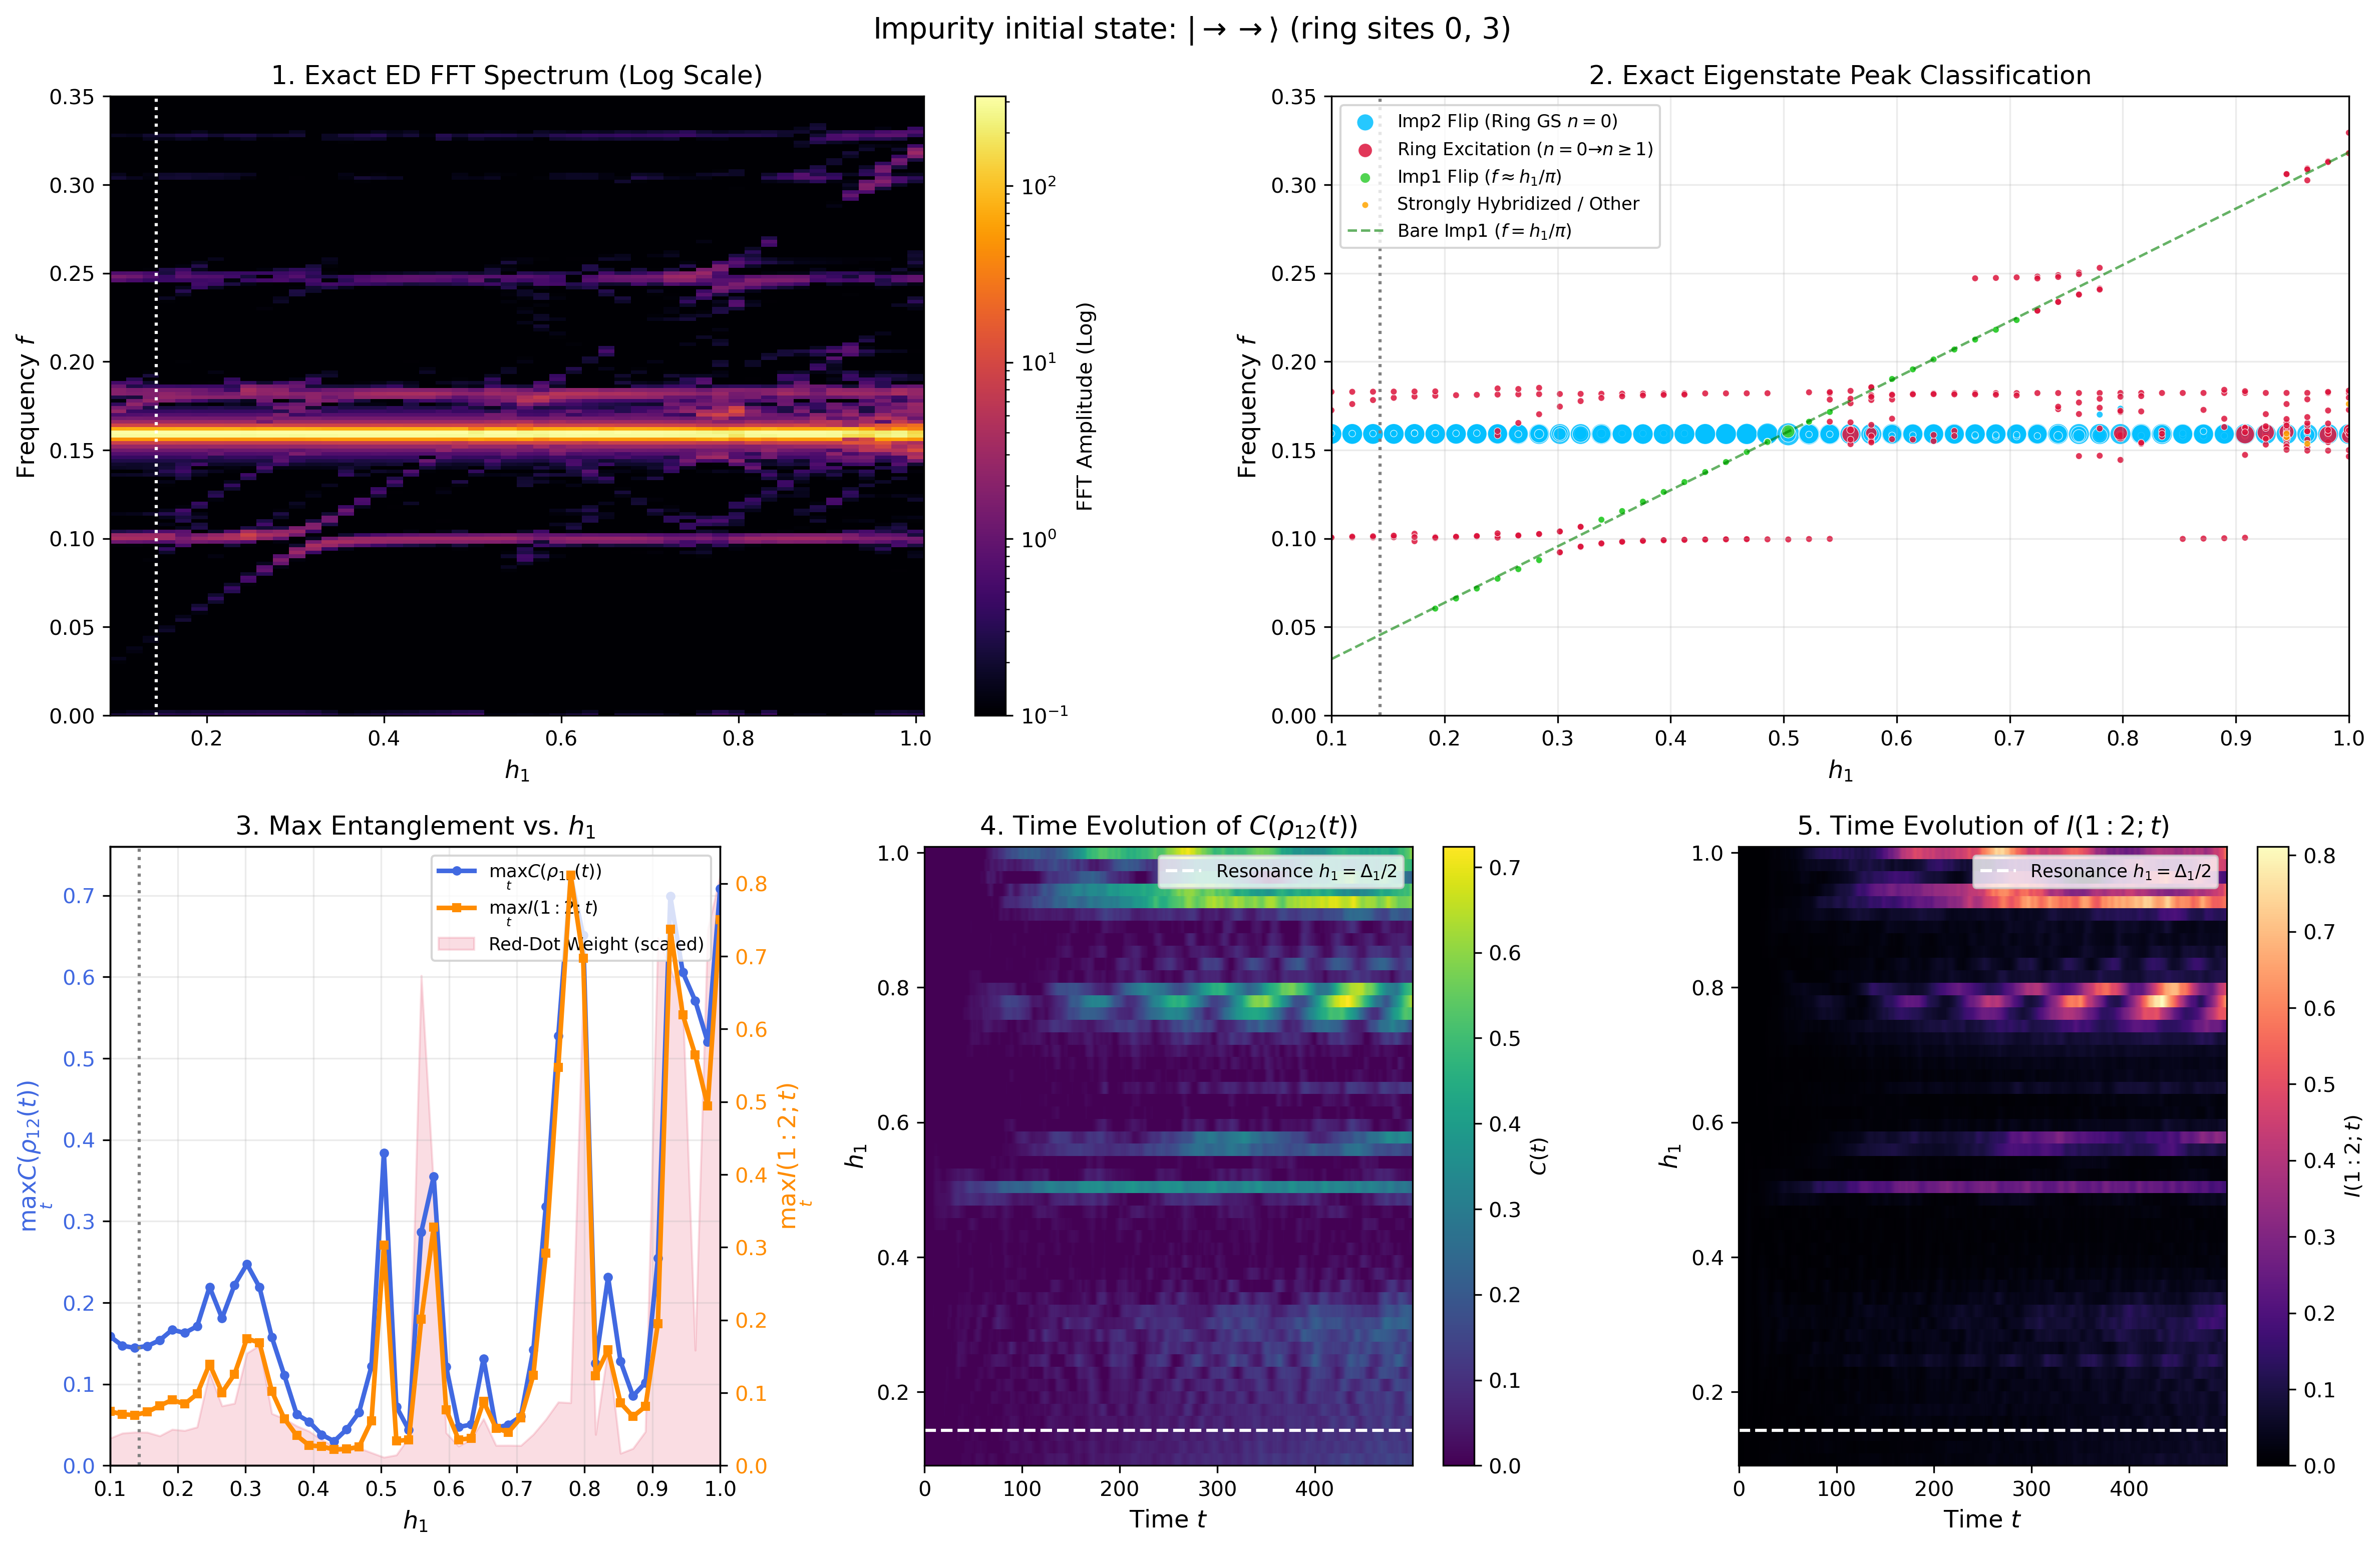 Impurity initial state: |→→⟩ (ring sites 0, 3)
1. Exact ED FFT Spectrum (Log Scale)
0.35
0.30
0.25
0.20
0.15
0.10
0.05
0.00
Frequency f
0.2 0.4 0.6 0.8 1.0
h₁
10²
10¹
10⁰
10⁻¹
FFT Amplitude (Log)
2. Exact Eigenstate Peak Classification
Imp2 Flip (Ring GS n = 0)
Ring Excitation (n = 0→n ≥ 1)
Imp1 Flip (f ≈ h₁/π)
Strongly Hybridized / Other
Bare Imp1 (f = h₁/π)
0.35
0.30
0.25
0.20
0.15
0.10
0.05
0.00
Frequency f
0.1 0.2 0.3 0.4 0.5 0.6 0.7 0.8 0.9 1.0
h₁
3. Max Entanglement vs. h₁
max C(ρ₁₂(t))
t
max I(1 : 2; t)
t
Red-Dot Weight (scaled)
0.7
0.6
0.5
0.4
0.3
0.2
0.1
0.0
max C(ρ₁₂(t))
t
0.1 0.2 0.3 0.4 0.5 0.6 0.7 0.8 0.9 1.0
h₁
0.8
0.7
0.6
0.5
0.4
0.3
0.2
0.1
0.0
max I(1 : 2; t)
t
4. Time Evolution of C(ρ₁₂(t))
Resonance h₁ = Δ₁/2
1.0
0.8
0.6
0.4
0.2
h₁
0 100 200 300 400
Time t
0.7
0.6
0.5
0.4
0.3
0.2
0.1
0.0
C(t)
5. Time Evolution of I(1 : 2; t)
Resonance h₁ = Δ₁/2
1.0
0.8
0.6
0.4
0.2
h₁
0 100 200 300 400
Time t
0.8
0.7
0.6
0.5
0.4
0.3
0.2
0.1
0.0
I(1 : 2; t)